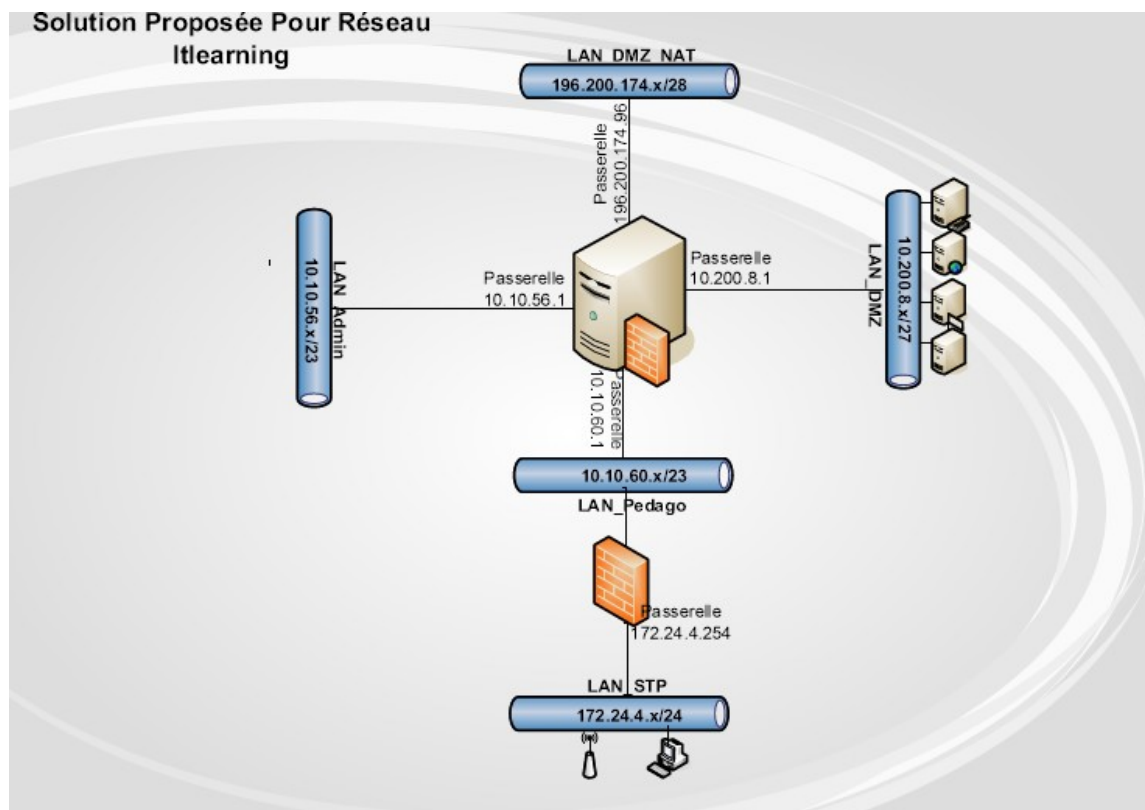 Solution Proposée Pour Réseau
Itlearning
LAN_DMZ_NAT
196.200.174.x/28
Passerelle
196.200.174.96
LAN_Admin
10.10.56.x/23
Passerelle
10.10.56.1
Passerelle
10.200.8.1
10.200.8.x/27
LAN_DMZ
Passerelle
10.10.60.1
10.10.60.x/23
LAN_Pedago
Passerelle
172.24.4.254
LAN_STP
172.24.4.x/24